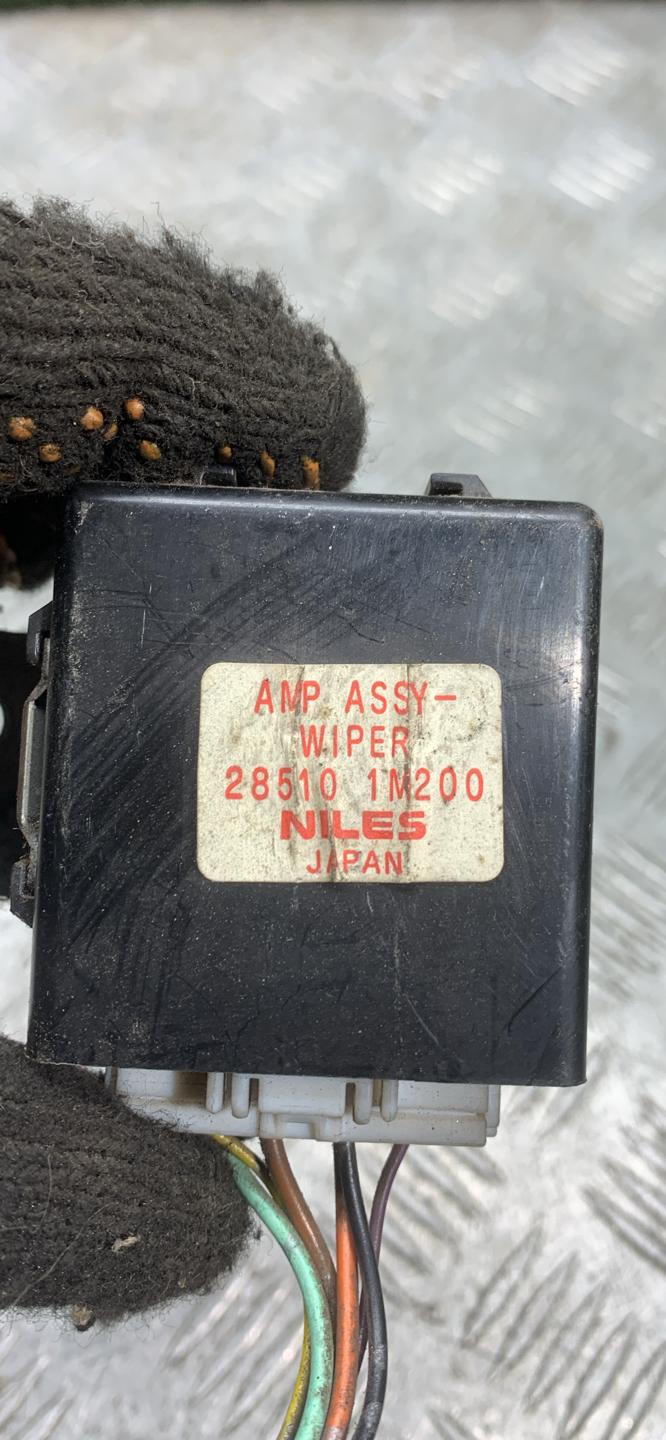 AMP ASSY-
WIPER
28510 1M200
NILES
JAPAN